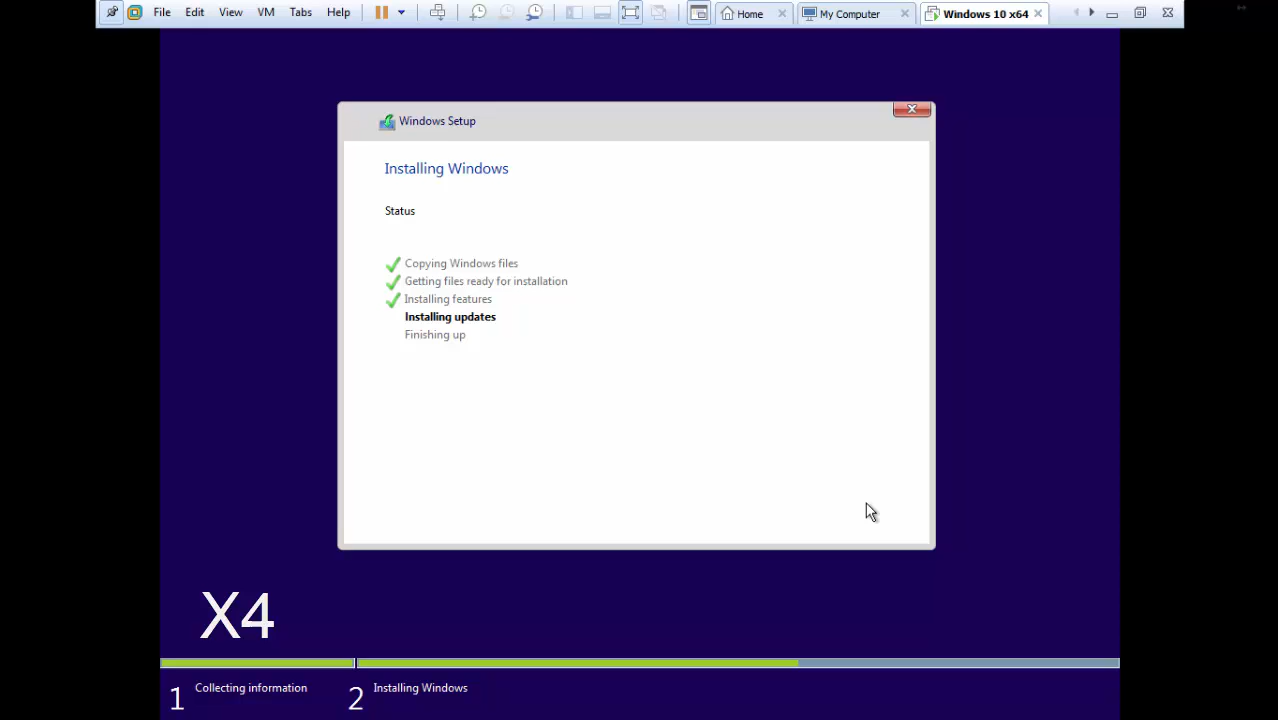 File Edit View VM Tabs Help Home My Computer Windows 10 x64
Windows Setup
Installing Windows
Status
Copying Windows files
Getting files ready for installation
Installing features
Installing updates
Finishing up
X4
1 Collecting information 2 Installing Windows